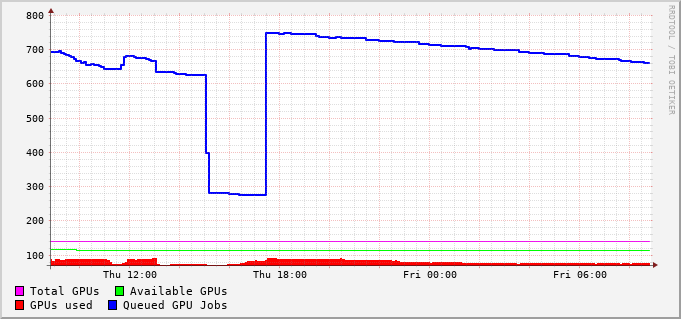 800
700
600
500
400
300
200
100
Thu 12:00 Thu 18:00 Fri 00:00 Fri 06:00
Total GPUs Available GPUs
GPUs used Queued GPU Jobs
RRDTOOL / TOBI OETIKER